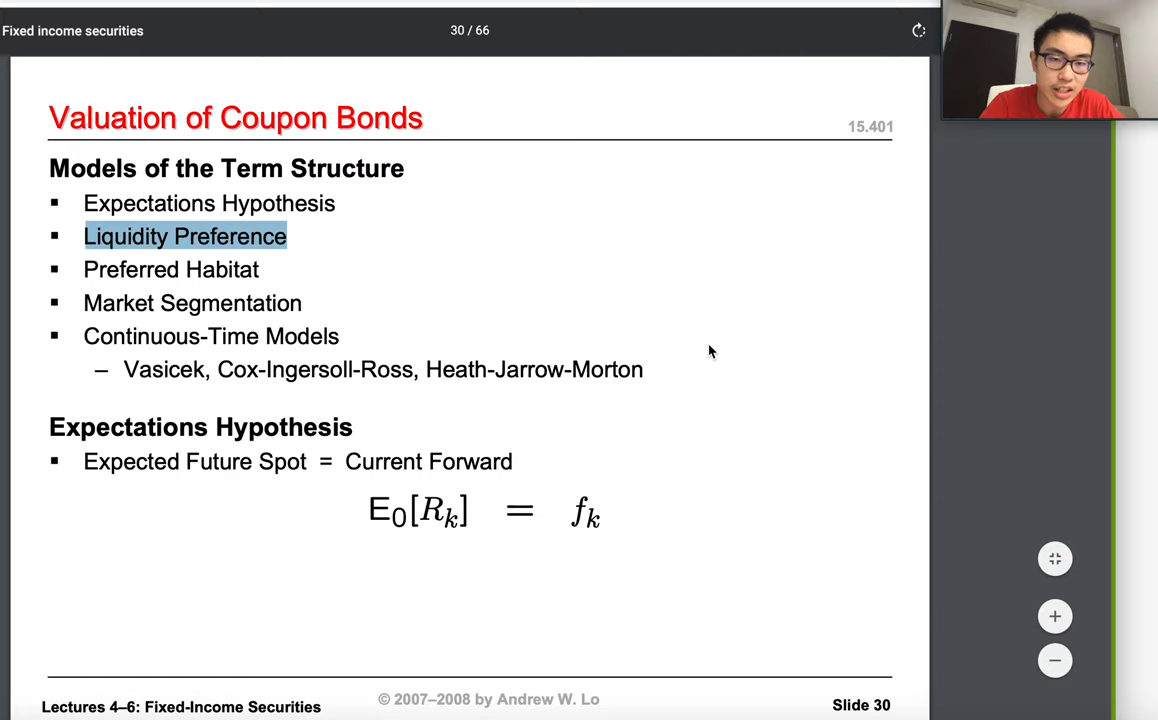 Fixed income securities
30 / 66
Valuation of Coupon Bonds
15.401
Models of the Term Structure
▪ Expectations Hypothesis
▪ Liquidity Preference
▪ Preferred Habitat
▪ Market Segmentation
▪ Continuous-Time Models
– Vasicek, Cox-Ingersoll-Ross, Heath-Jarrow-Morton
Expectations Hypothesis
▪ Expected Future Spot = Current Forward
E₀[Rₖ] = fₖ
Lectures 4–6: Fixed-Income Securities
© 2007–2008 by Andrew W. Lo
Slide 30